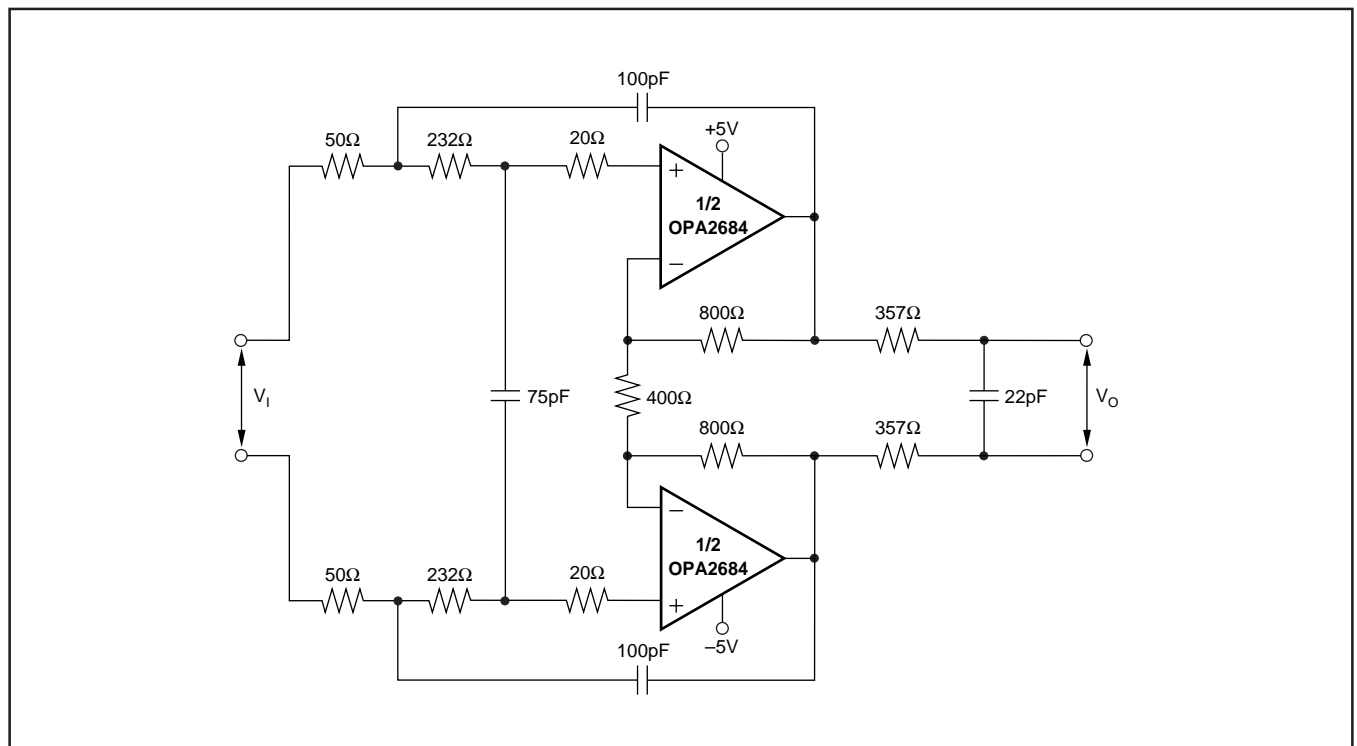 100pF
50Ω
232Ω
20Ω
+5V
+
1/2
OPA2684
−
800Ω
357Ω
V_I
75pF
400Ω
22pF
V_O
800Ω
357Ω
−
1/2
OPA2684
50Ω
232Ω
20Ω
+
–5V
100pF